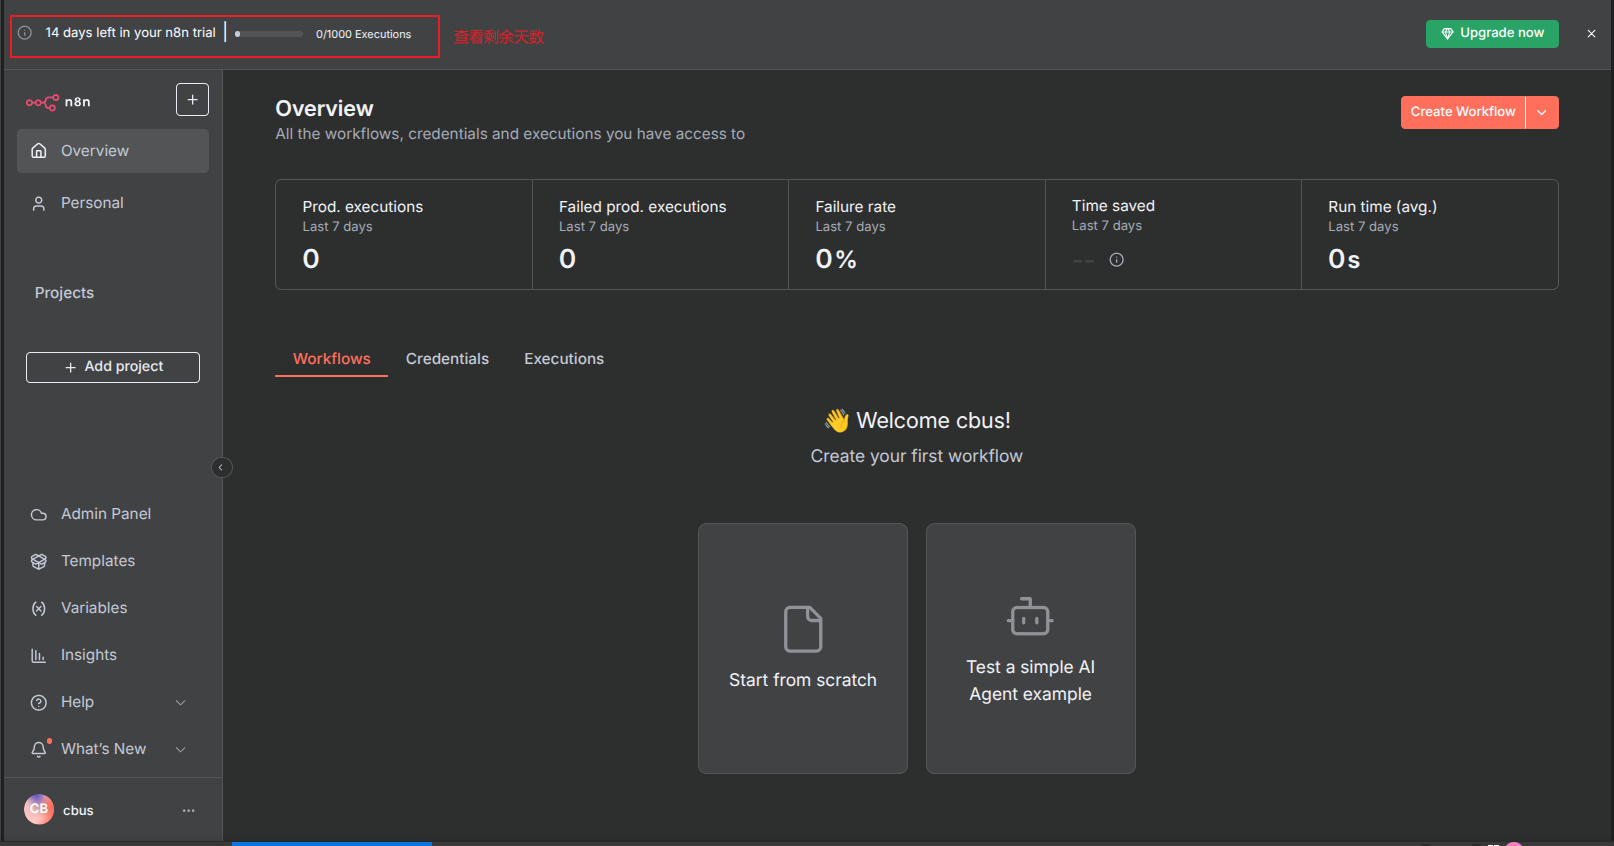 14 days left in your n8n trial
0/1000 Executions
查看剩余天数
Upgrade now
n8n
Overview
Personal
Projects
Add project
Admin Panel
Templates
Variables
Insights
Help
What's New
CB
cbus
Overview
All the workflows, credentials and executions you have access to
Create Workflow
Prod. executions
Last 7 days
0
Failed prod. executions
Last 7 days
0
Failure rate
Last 7 days
0%
Time saved
Last 7 days
--
Run time (avg.)
Last 7 days
0s
Workflows
Credentials
Executions
👋 Welcome cbus!
Create your first workflow
Start from scratch
Test a simple AI
Agent example